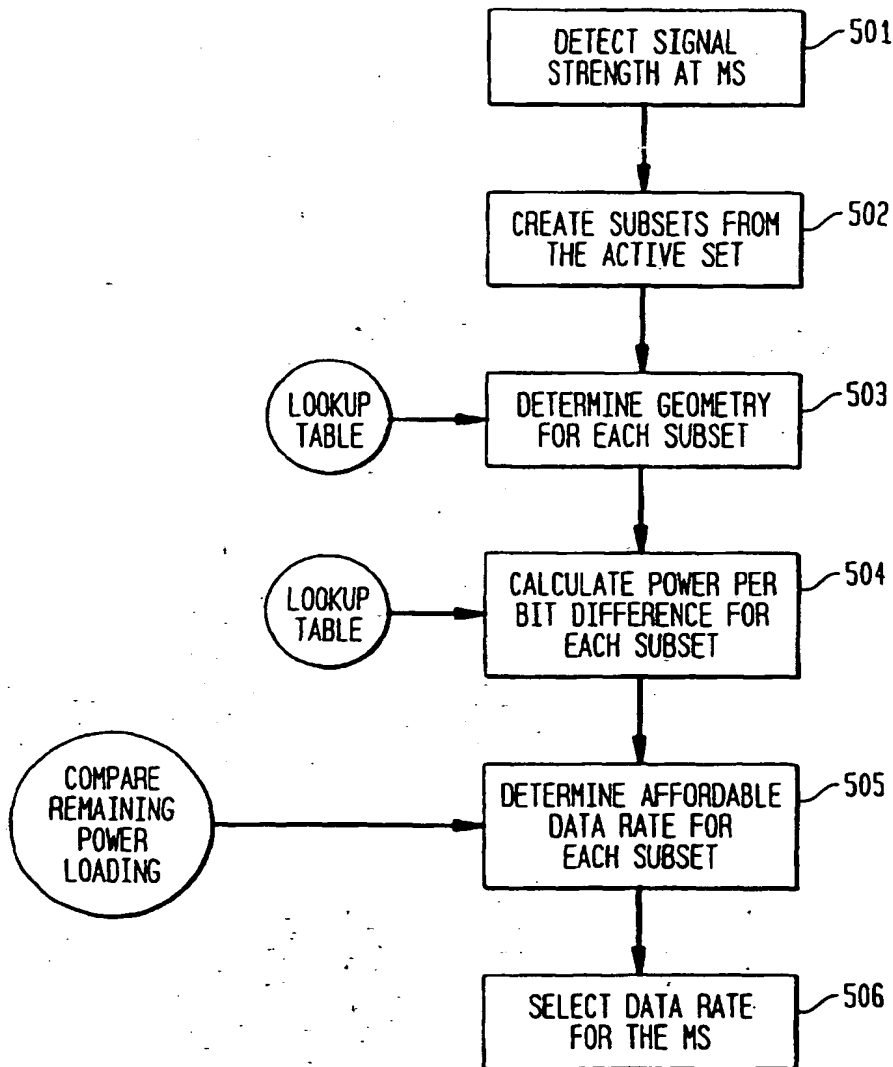 DETECT SIGNAL
STRENGTH AT MS
501
CREATE SUBSETS FROM
THE ACTIVE SET
502
LOOKUP
TABLE
DETERMINE GEOMETRY
FOR EACH SUBSET
503
LOOKUP
TABLE
CALCULATE POWER PER
BIT DIFFERENCE FOR
EACH SUBSET
504
COMPARE
REMAINING
POWER
LOADING
DETERMINE AFFORDABLE
DATA RATE FOR
EACH SUBSET
505
SELECT DATA RATE
FOR THE MS
506